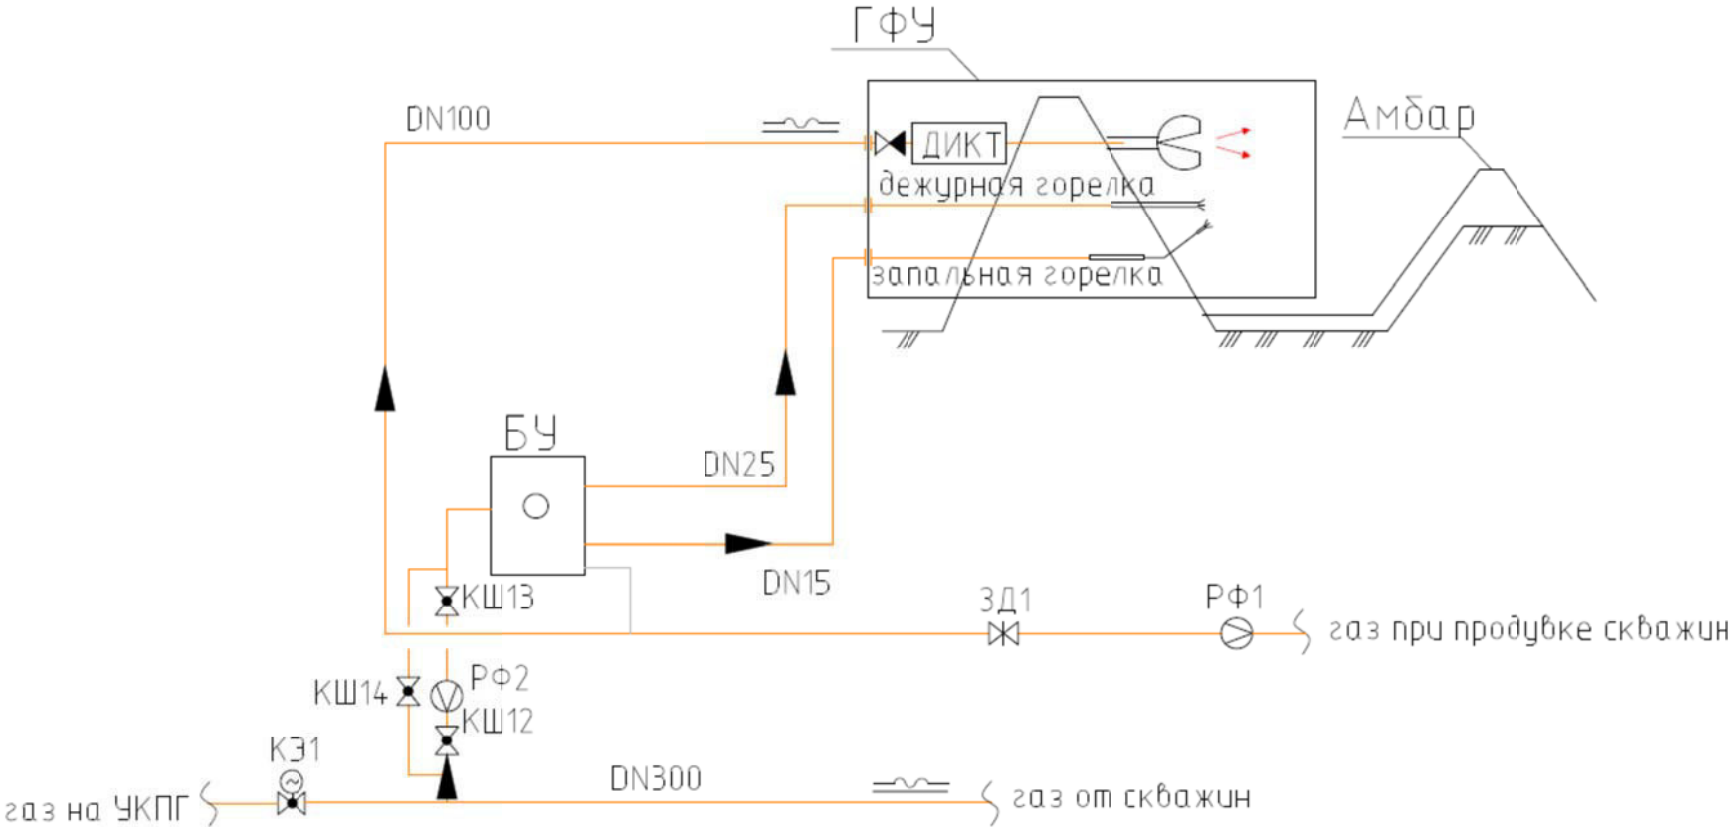 ГФУ
DN100
Амбар
ДИКТ
дежурная горелка
запальная горелка
БУ
DN25
DN15
КШ13
ЗД1
РФ1
газ при продувке скважин
КШ14
РФ2
КШ12
КЭ1
DN300
газ на УКПГ
газ от скважин